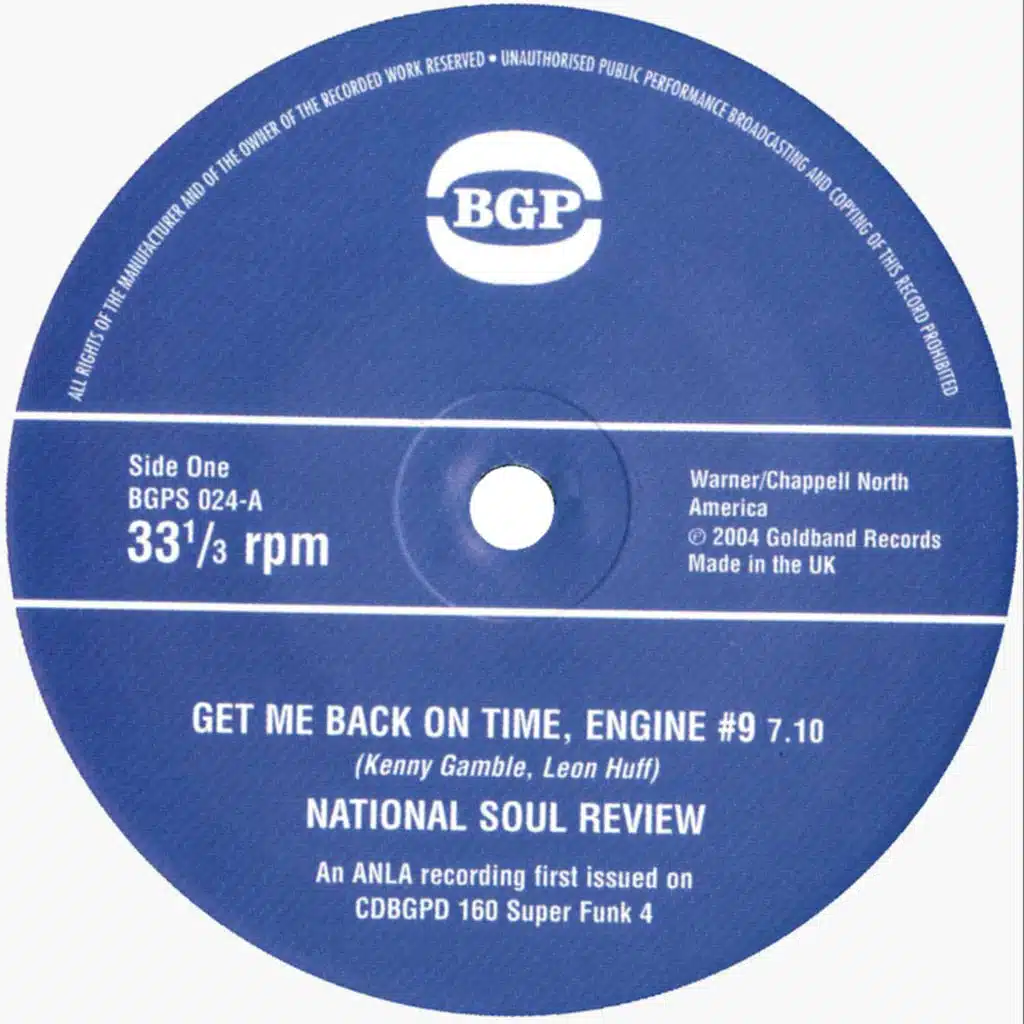 ALL RIGHTS OF THE MANUFACTURER AND OF THE OWNER OF THE RECORDED WORK RESERVED • UNAUTHORISED PUBLIC PERFORMANCE BROADCASTING AND COPYING OF THIS RECORD PROHIBITED
BGP
Side One
BGPS 024-A
33¹/₃ rpm
Warner/Chappell North
America
℗ 2004 Goldband Records
Made in the UK
GET ME BACK ON TIME, ENGINE #9 7.10
(Kenny Gamble, Leon Huff)
NATIONAL SOUL REVIEW
An ANLA recording first issued on
CDBGPD 160 Super Funk 4